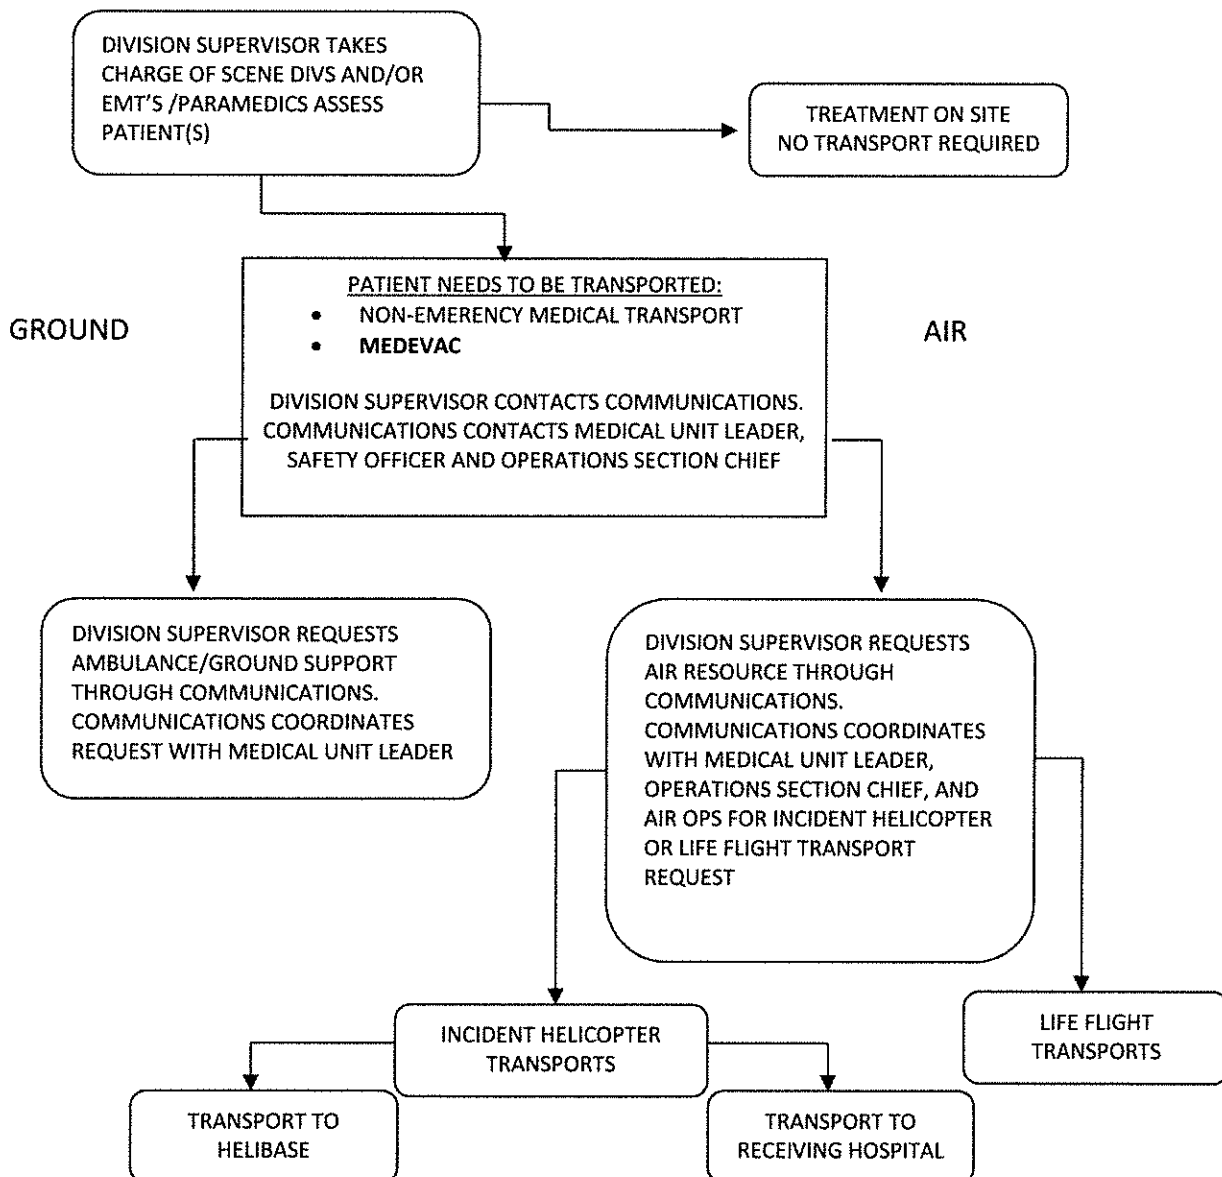 DIVISION SUPERVISOR TAKES
CHARGE OF SCENE DIVS AND/OR
EMT'S /PARAMEDICS ASSESS
PATIENT(S)
TREATMENT ON SITE
NO TRANSPORT REQUIRED
GROUND
PATIENT NEEDS TO BE TRANSPORTED:
• NON-EMERENCY MEDICAL TRANSPORT
• MEDEVAC
DIVISION SUPERVISOR CONTACTS COMMUNICATIONS.
COMMUNICATIONS CONTACTS MEDICAL UNIT LEADER,
SAFETY OFFICER AND OPERATIONS SECTION CHIEF
AIR
DIVISION SUPERVISOR REQUESTS
AMBULANCE/GROUND SUPPORT
THROUGH COMMUNICATIONS.
COMMUNICATIONS COORDINATES
REQUEST WITH MEDICAL UNIT LEADER
DIVISION SUPERVISOR REQUESTS
AIR RESOURCE THROUGH
COMMUNICATIONS.
COMMUNICATIONS COORDINATES
WITH MEDICAL UNIT LEADER,
OPERATIONS SECTION CHIEF, AND
AIR OPS FOR INCIDENT HELICOPTER
OR LIFE FLIGHT TRANSPORT
REQUEST
INCIDENT HELICOPTER
TRANSPORTS
LIFE FLIGHT
TRANSPORTS
TRANSPORT TO
HELIBASE
TRANSPORT TO
RECEIVING HOSPITAL